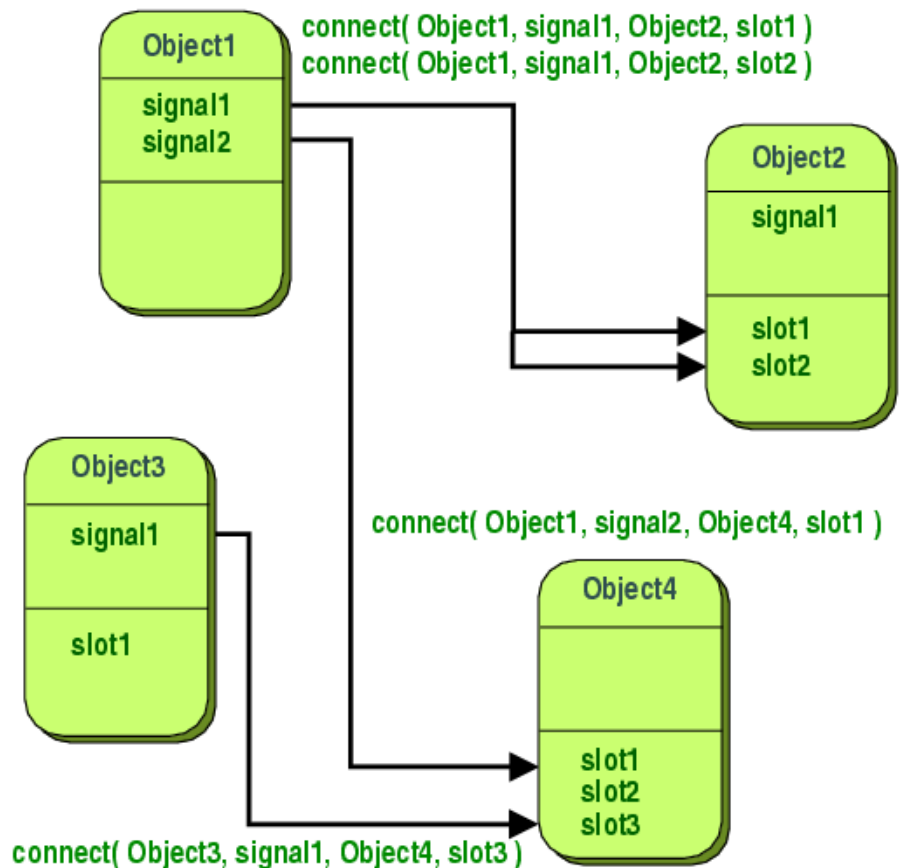 Object1
signal1
signal2
connect( Object1, signal1, Object2, slot1 )
connect( Object1, signal1, Object2, slot2 )
Object2
signal1
slot1
slot2
Object3
signal1
slot1
connect( Object1, signal2, Object4, slot1 )
Object4
slot1
slot2
slot3
connect( Object3, signal1, Object4, slot3 )